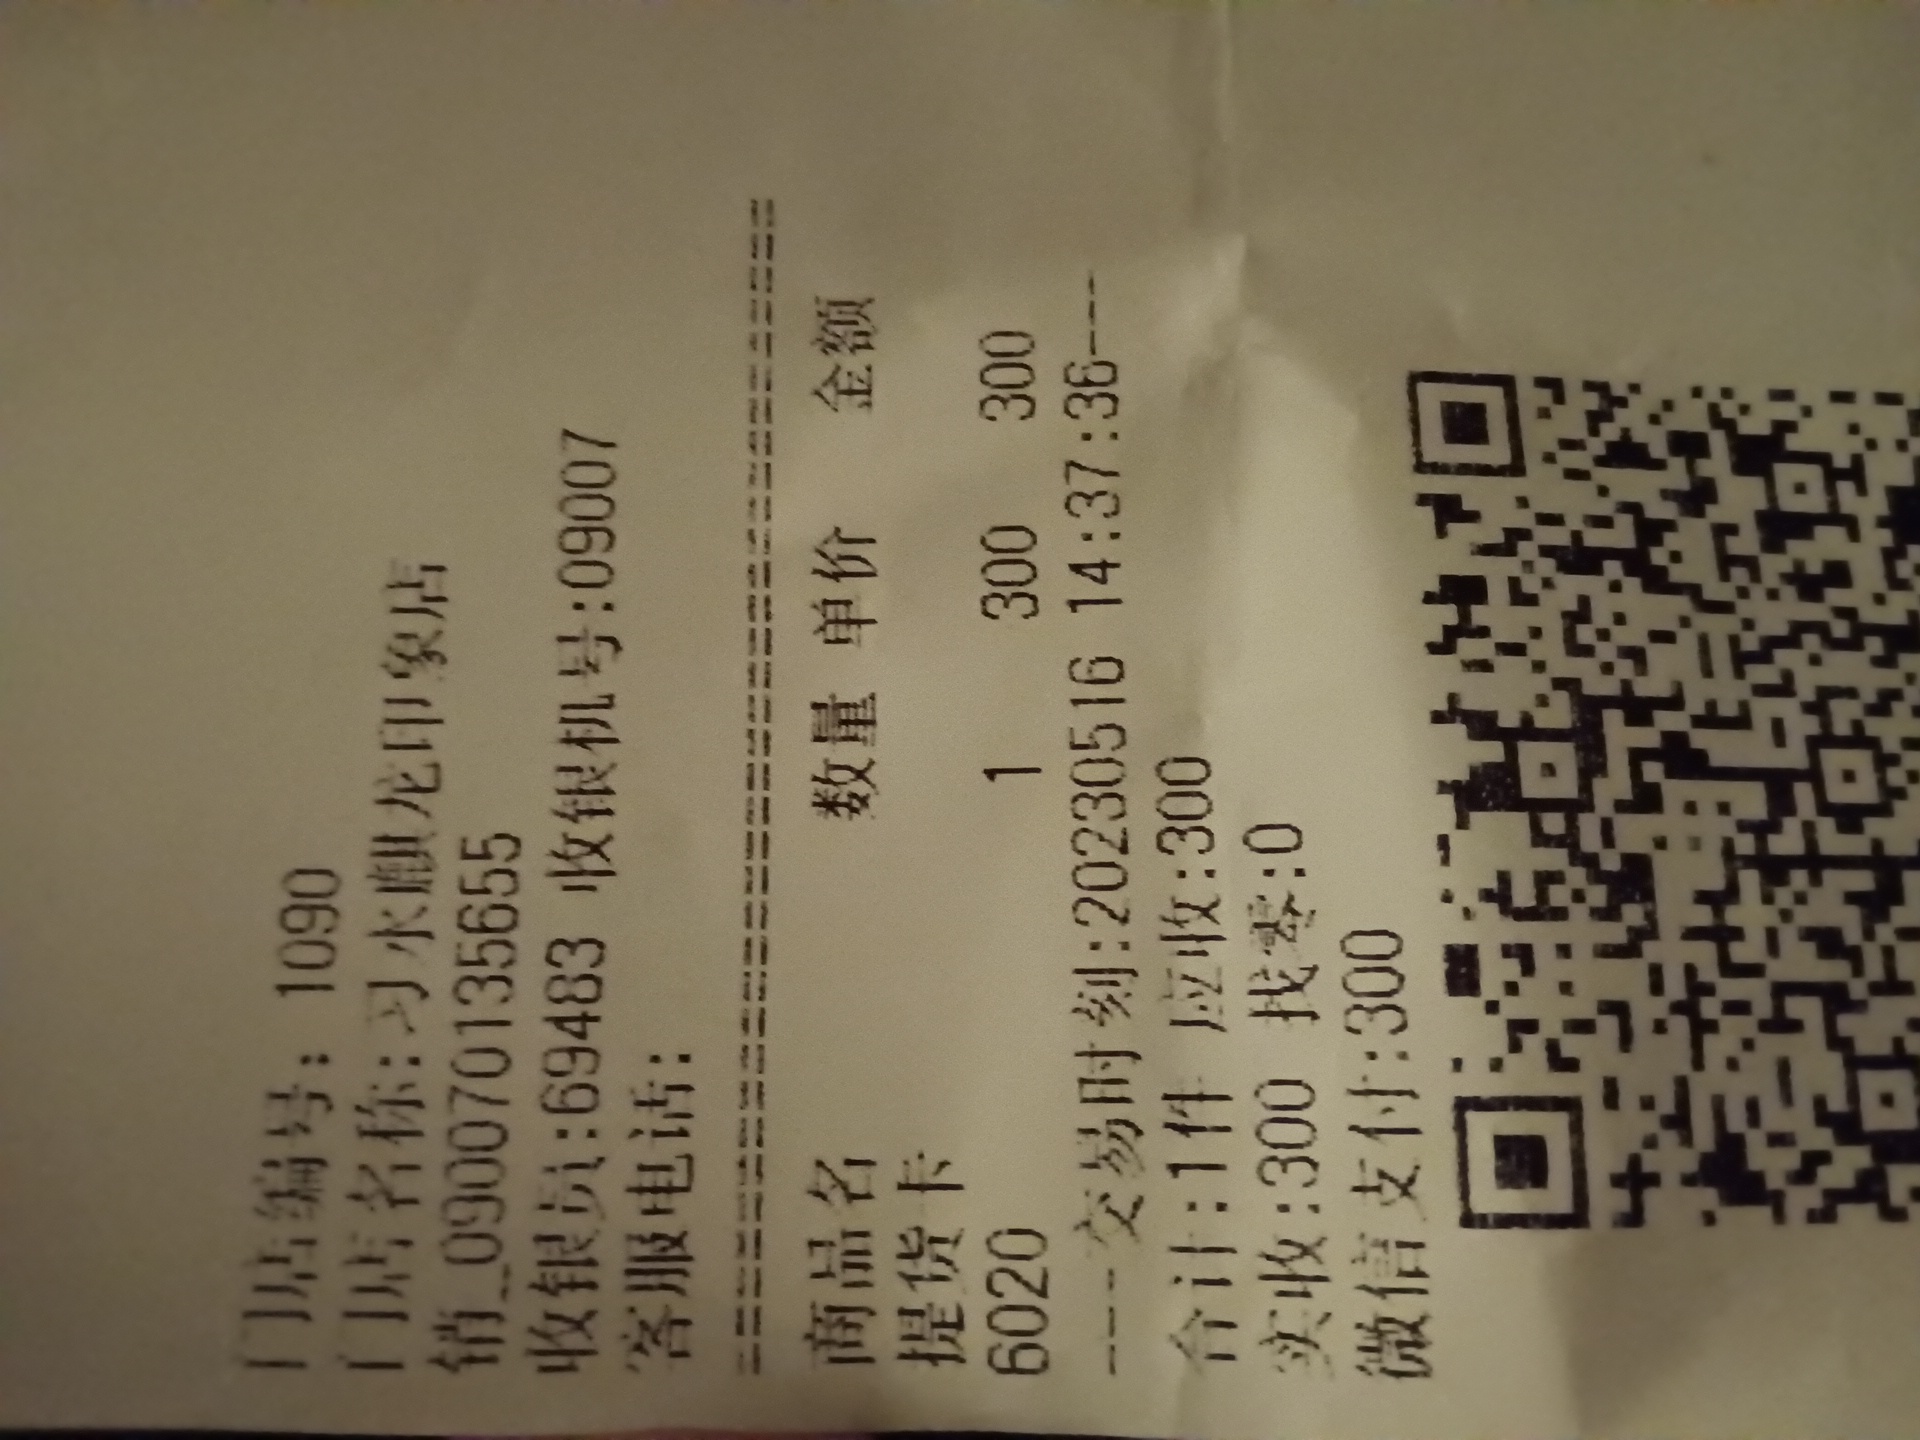 门店编号: 1090
门店名称:习水麒龙印象店
销_090070135655
收银员:69483 收银机号:09007
客服电话:
================================
商品名 数量 单价 金额
提货卡
6020 1 300 300
----交易时刻:20230516 14:37:36----
合计:1件 应收:300
实收:300 找零:0
微信支付:300